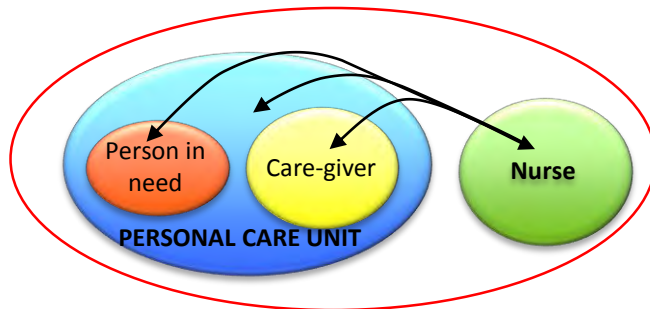 Person in
need
Care-giver
Nurse
PERSONAL CARE UNIT